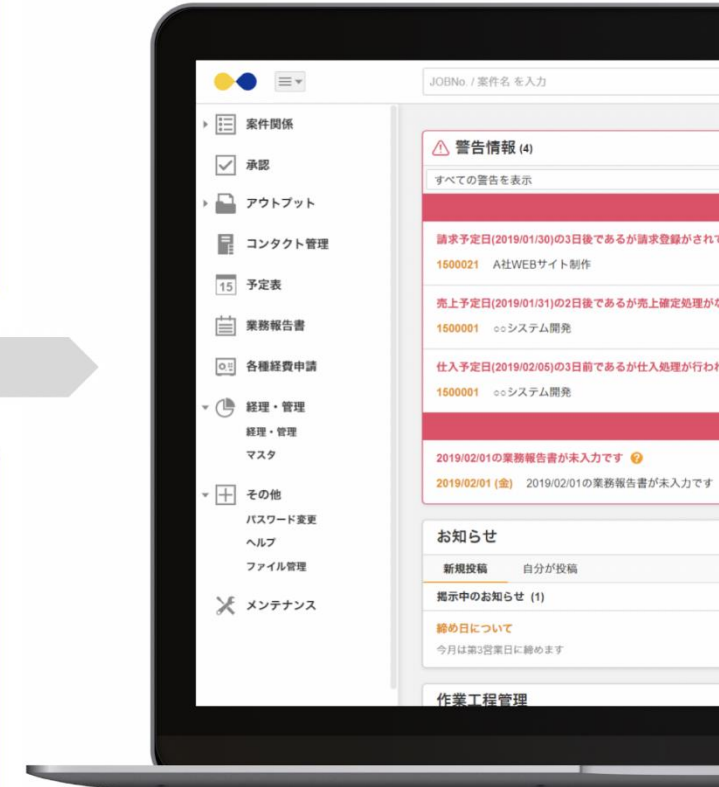 JOBNo. / 案件名 を入力
案件関係
承認
アウトプット
コンタクト管理
15 予定表
業務報告書
各種経費申請
経理・管理
経理・管理
マスタ
その他
パスワード変更
ヘルプ
ファイル管理
メンテナンス
警告情報 (4)
すべての警告を表示
請求予定日(2019/01/30)の3日後であるが請求登録がされ
1500021 A社WEBサイト制作
売上予定日(2019/01/31)の2日後であるが売上確定処理が
1500001 ○○システム開発
仕入予定日(2019/02/05)の3日前であるが仕入処理が行わ
1500001 ○○システム開発
2019/02/01の業務報告書が未入力です ?
2019/02/01 (金) 2019/02/01の業務報告書が未入力です
お知らせ
新規投稿 自分が投稿
掲示中のお知らせ (1)
締め日について
今月は第3営業日に締めます
作業工程管理